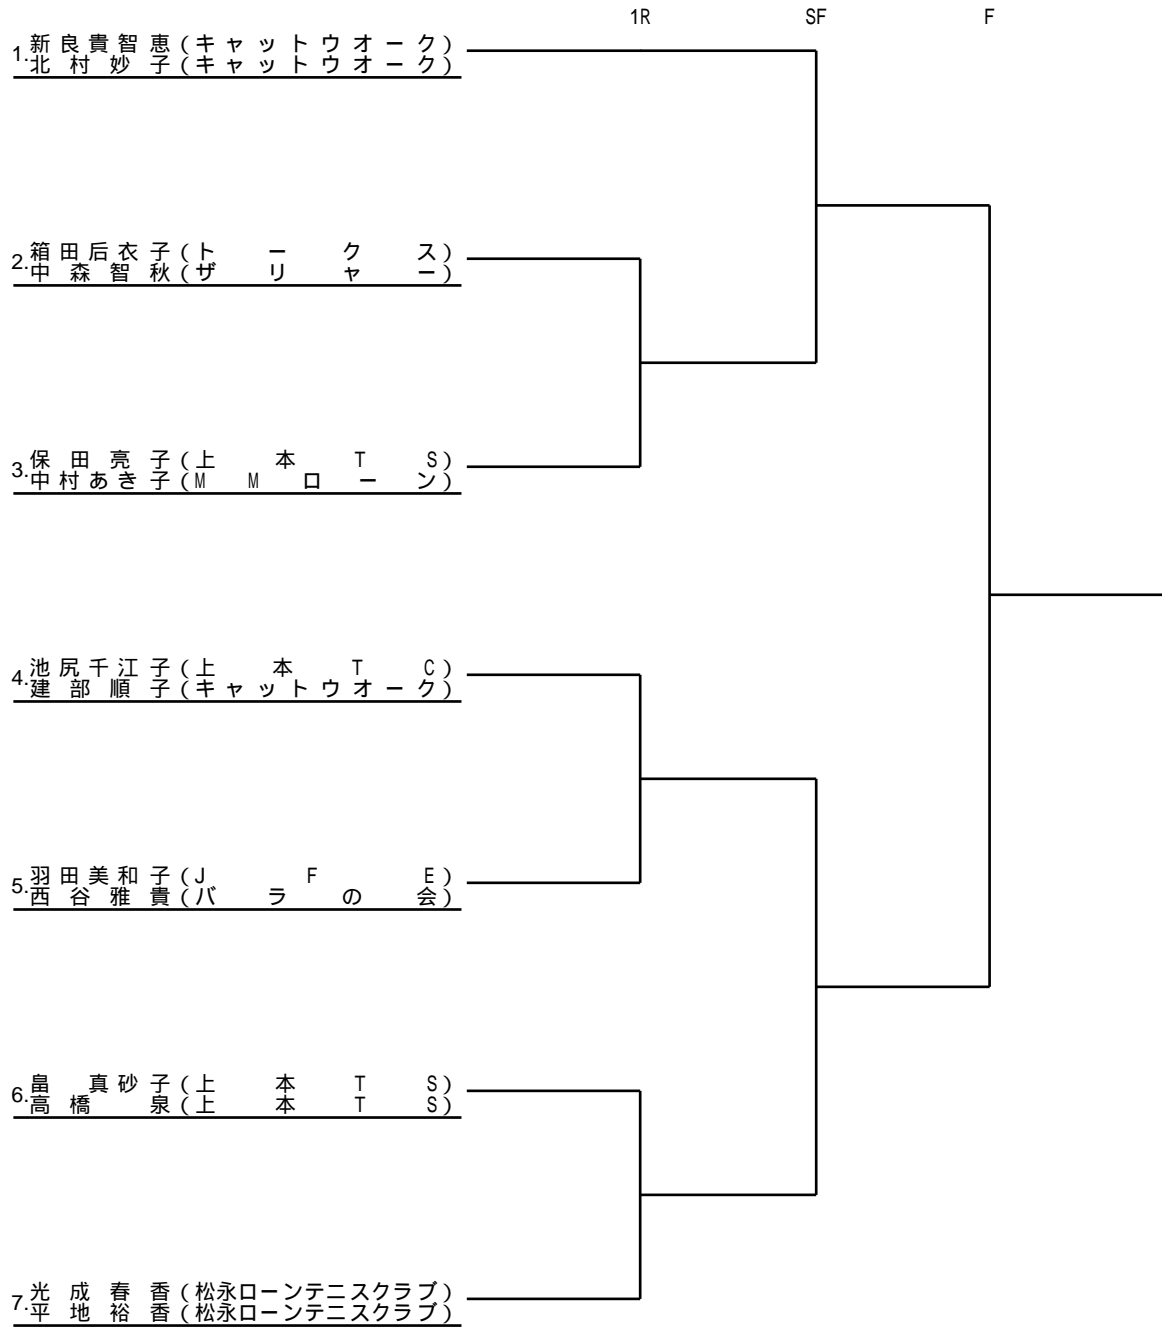 1R SF F
1.新良貴智恵(キャットウオーク)
北村妙子(キャットウオーク)
2.箱田后衣子(トークス)
中森智秋(ザリャー)
3.保田亮子(上本TS)
中村あき子(MMローン)
4.池尻千江子(上本TC)
建部順子(キャットウオーク)
5.羽田美和子(JFE)
西谷雅貴(バラの会)
6.畠真砂子(上本TS)
高橋泉(上本TS)
7.光成春香(松永ローンテニスクラブ)
平地裕香(松永ローンテニスクラブ)